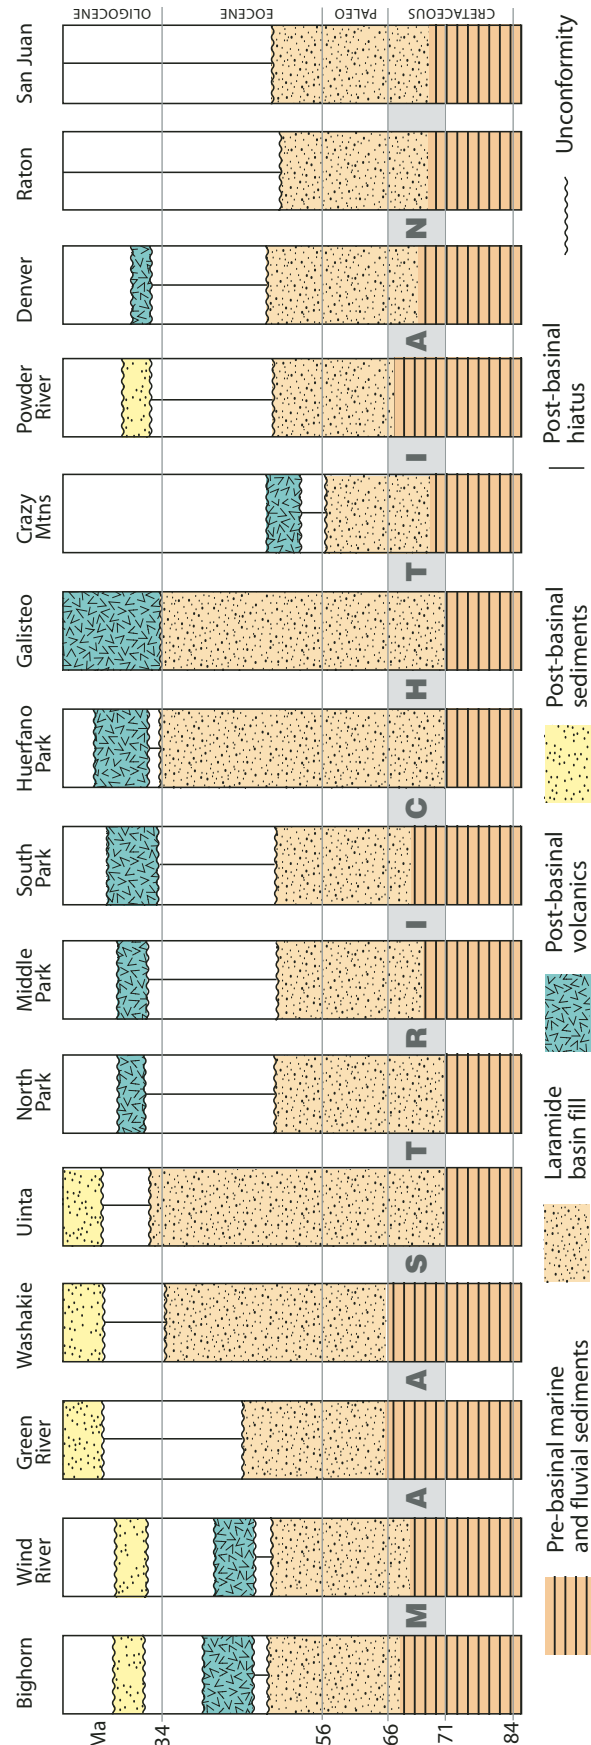 Bighorn
Wind
River
Green
River
Washakie
Uinta
North
Park
Middle
Park
South
Park
Huerfano
Park
Galisteo
Crazy
Mtns
Powder
River
Denver
Raton
San Juan
Ma
34
56
66
71
84
OLIGOCENE
EOCENE
PALEO
CRETACEOUS
MAASTRICHTIAN
Pre-basinal marine
and fluvial sediments
Laramide
basin fill
Post-basinal
volcanics
Post-basinal
sediments
Post-basinal
hiatus
Unconformity